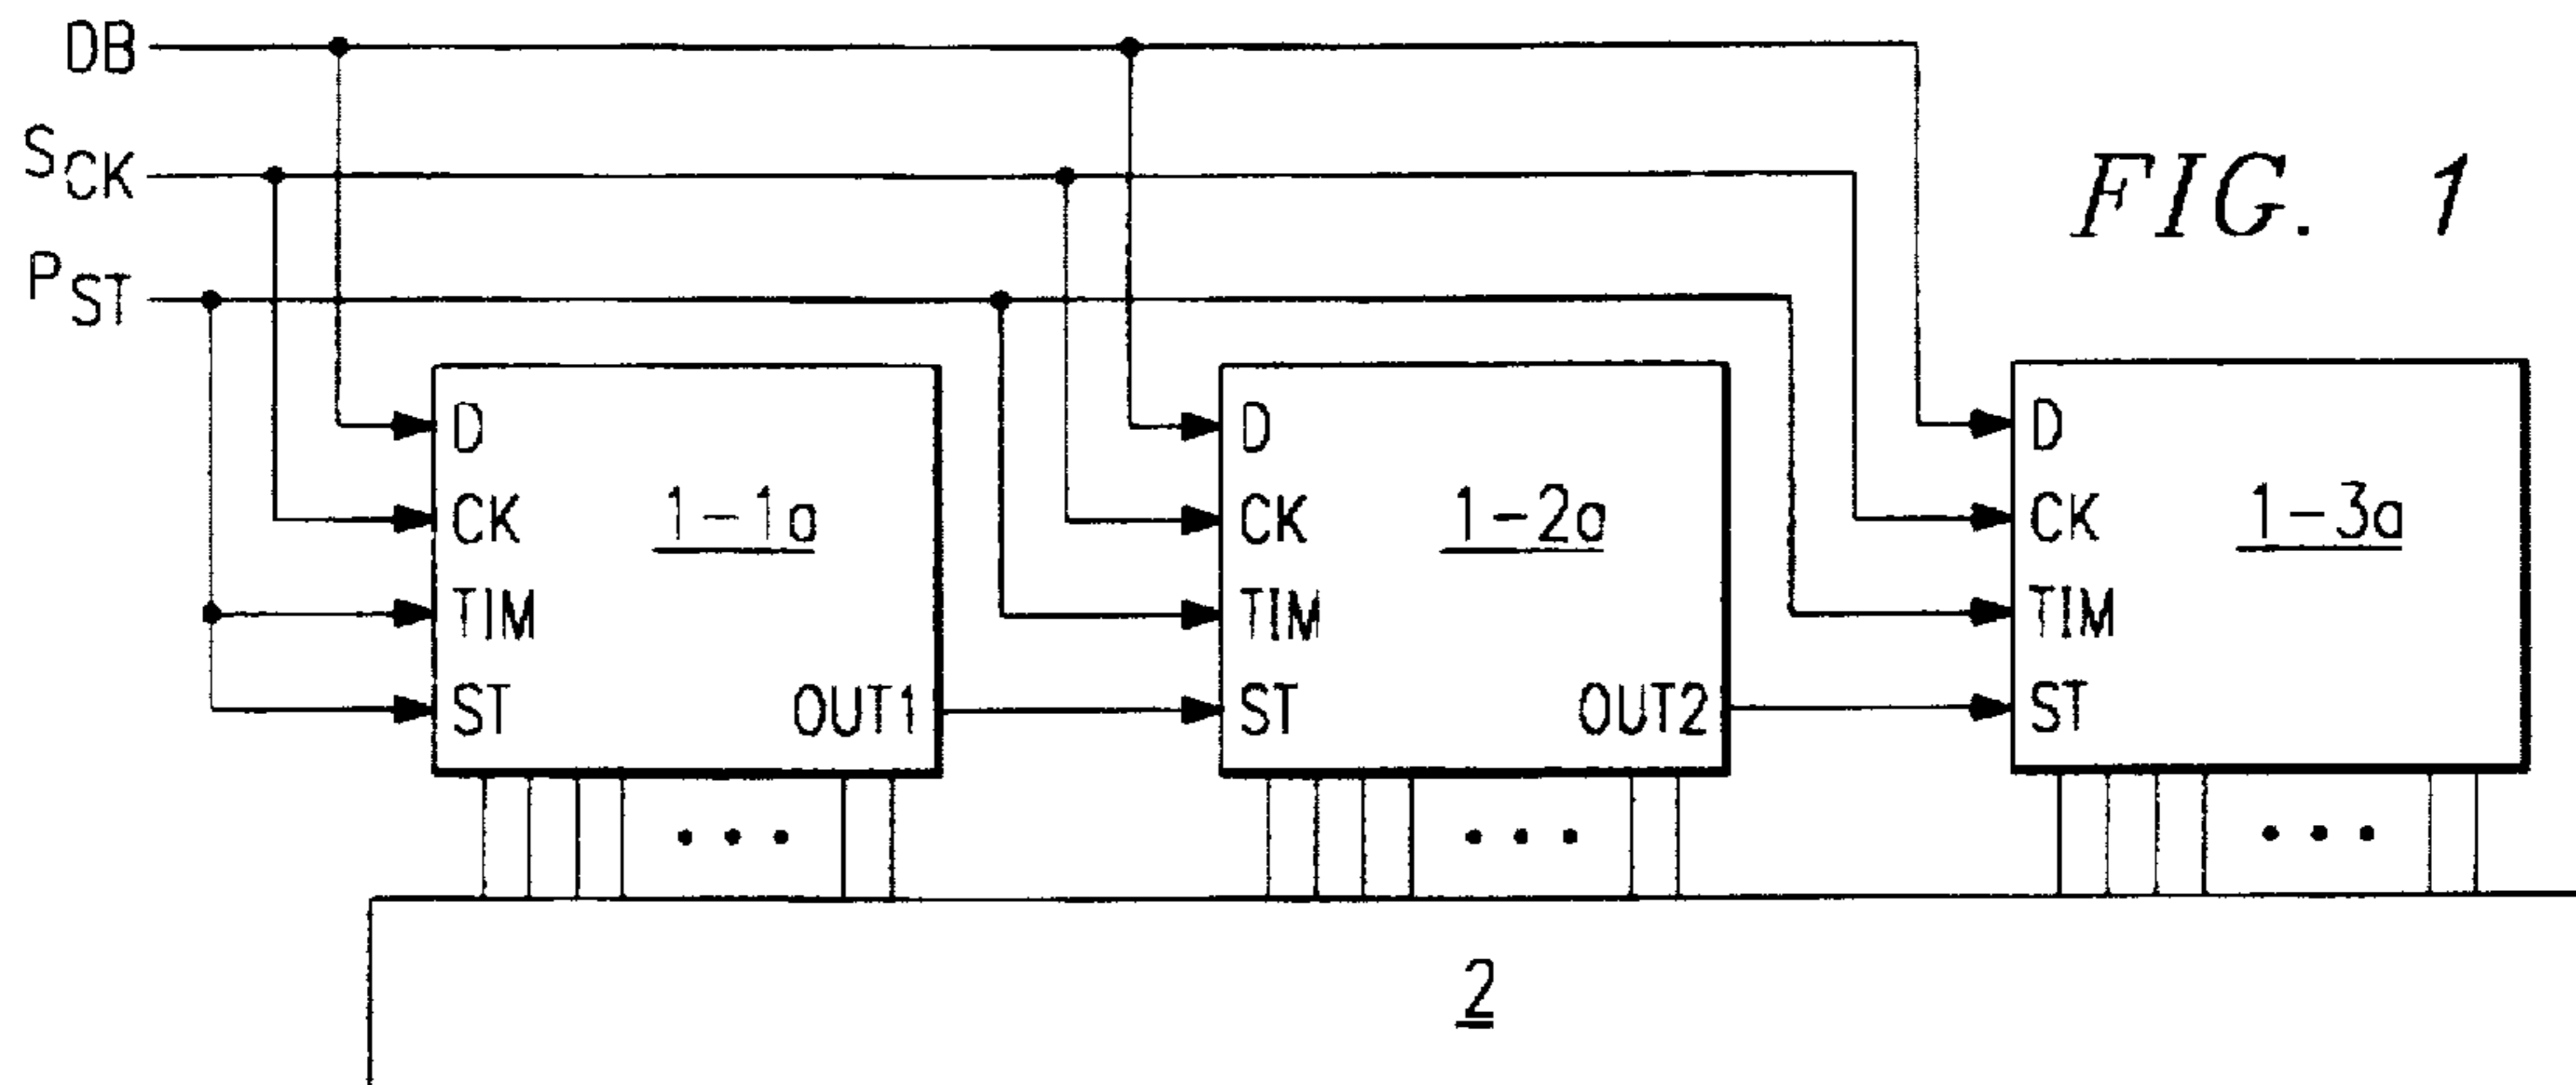 DB
SCK
PST
FIG. 1
D
CK
TIM
ST
1-1a
OUT1
D
CK
TIM
ST
1-2a
OUT2
D
CK
TIM
ST
1-3a
2